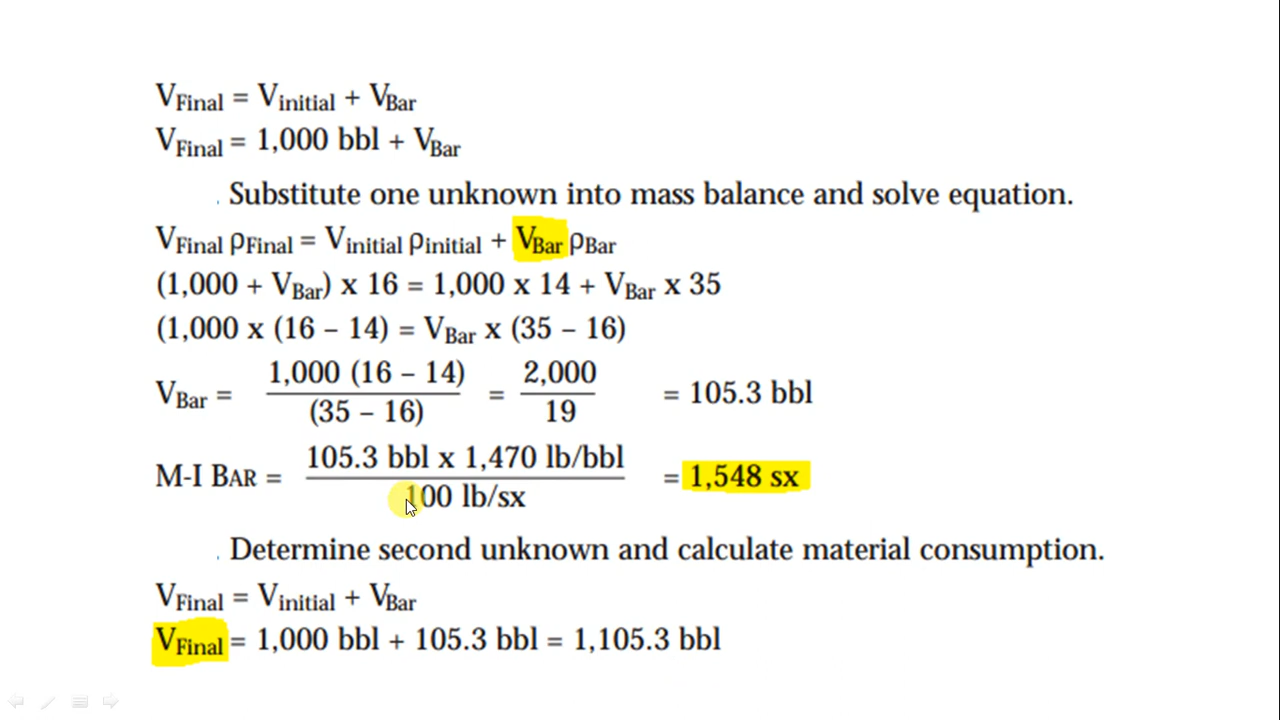 VFinal = Vinitial + VBar
VFinal = 1,000 bbl + VBar
. Substitute one unknown into mass balance and solve equation.
VFinal ρFinal = Vinitial ρinitial + VBar ρBar
(1,000 + VBar) x 16 = 1,000 x 14 + VBar x 35
(1,000 x (16 – 14) = VBar x (35 – 16)
VBar = 1,000 (16 – 14) / (35 – 16) = 2,000 / 19 = 105.3 bbl
M-I BAR = 105.3 bbl x 1,470 lb/bbl / 100 lb/sx = 1,548 sx
. Determine second unknown and calculate material consumption.
VFinal = Vinitial + VBar
VFinal = 1,000 bbl + 105.3 bbl = 1,105.3 bbl